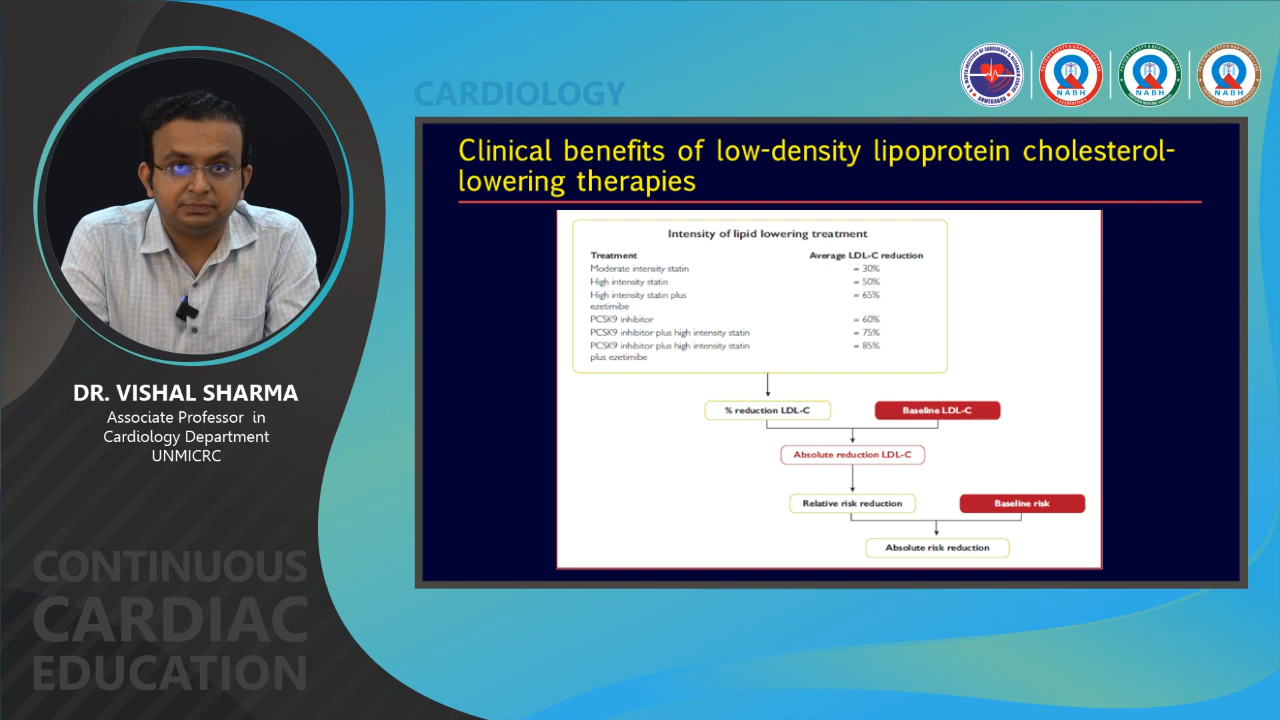 CARDIOLOGY
NABH
NABH
NABH
Clinical benefits of low-density lipoprotein cholesterol-
lowering therapies
Intensity of lipid lowering treatment
Treatment Average LDL-C reduction
Moderate intensity statin = 30%
High intensity statin = 50%
High intensity statin plus = 65%
ezetimibe
PCSK9 inhibitor = 60%
PCSK9 inhibitor plus high intensity statin = 75%
PCSK9 inhibitor plus high intensity statin = 85%
plus ezetimibe
% reduction LDL-C Baseline LDL-C
Absolute reduction LDL-C
Relative risk reduction Baseline risk
Absolute risk reduction
DR. VISHAL SHARMA
Associate Professor in
Cardiology Department
UNMICRC
CONTINUOUS
CARDIAC
EDUCATION